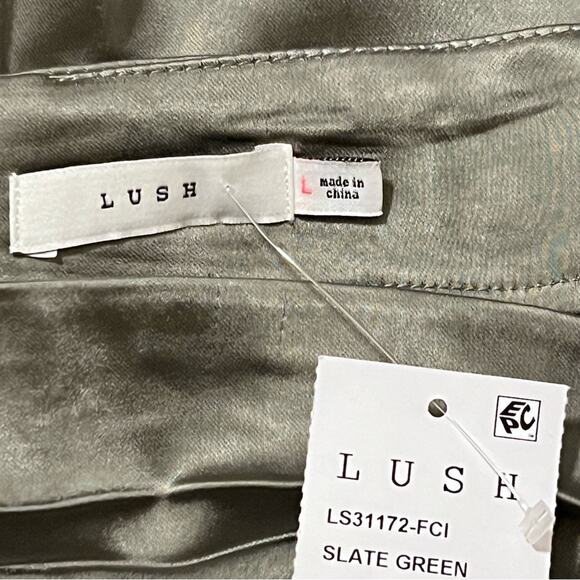 LUSH
L
made in
china
EPC
LUSH
LS31172-FCI
SLATE GREEN